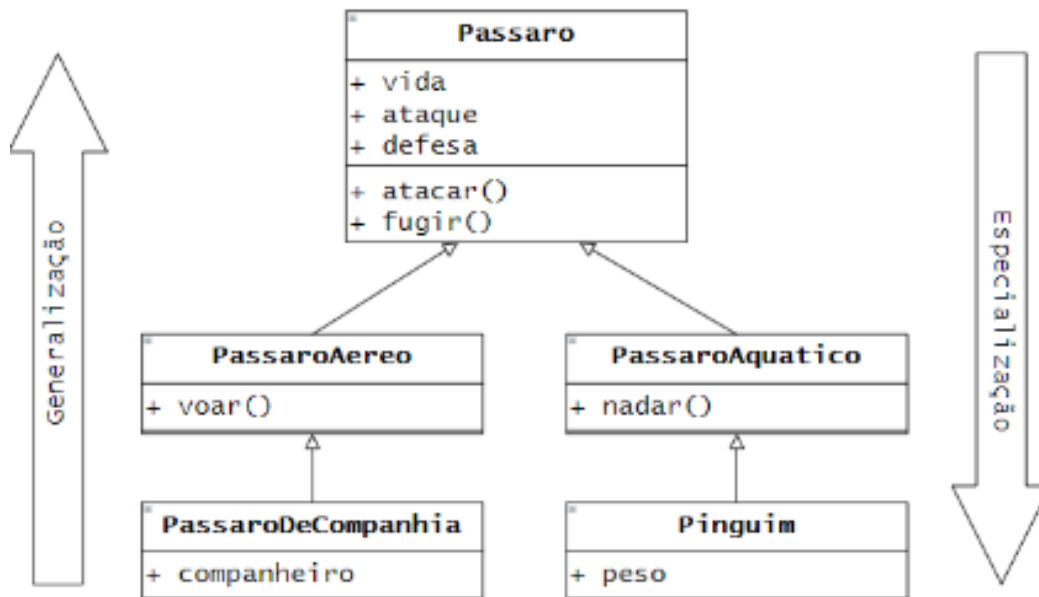 Passaro
+ vida
+ ataque
+ defesa
+ atacar()
+ fugir()
Generalização
Especialização
PassaroAereo
+ voar()
PassaroAquatico
+ nadar()
PassaroDeCompanhia
+ companheiro
Pinguim
+ peso